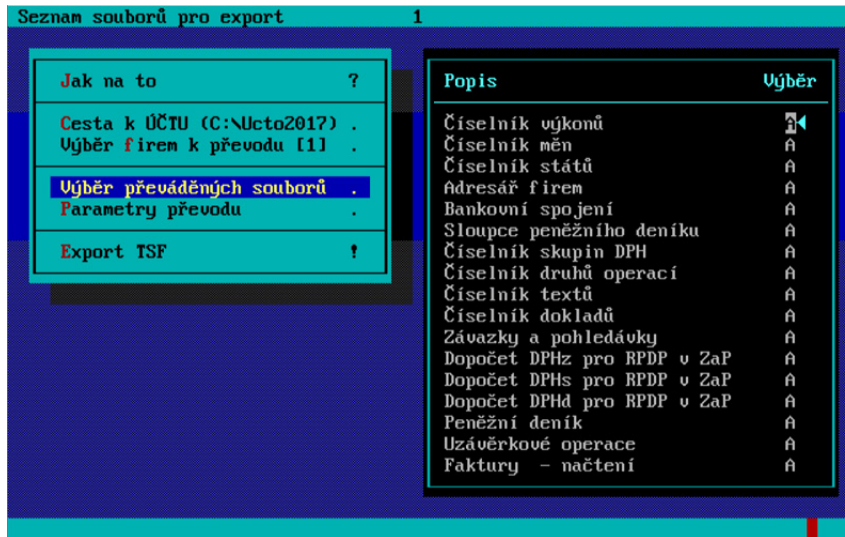 Seznam souborů pro export 1
Jak na to ?
Cesta k ÚČTU (C:\Ucto2017) .
Výběr firem k převodu [1] .
Výběr převáděných souborů .
Parametry převodu .
Export TSF !
Popis Výběr
Číselník výkonů A
Číselník měn A
Číselník států A
Adresář firem A
Bankovní spojení A
Sloupce peněžního deníku A
Číselník skupin DPH A
Číselník druhů operací A
Číselník textů A
Číselník dokladů A
Závazky a pohledávky A
Dopočet DPHz pro RPDP v ZaP A
Dopočet DPHs pro RPDP v ZaP A
Dopočet DPHd pro RPDP v ZaP A
Peněžní deník A
Uzávěrkové operace A
Faktury - načtení A